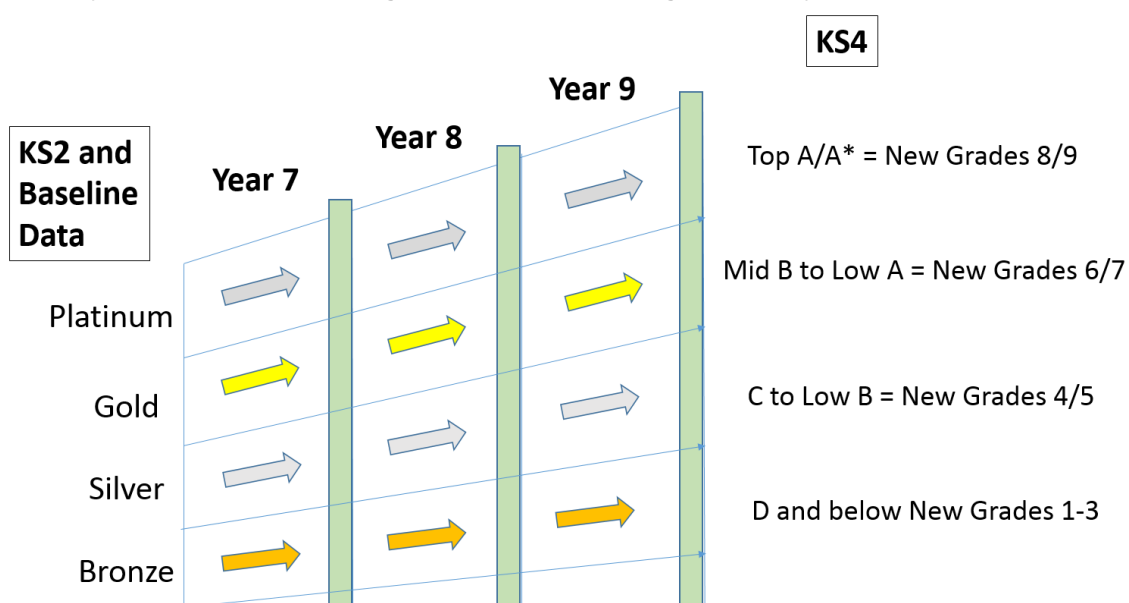 KS4
Year 9
Year 8
Year 7
KS2 and
Baseline
Data
Top A/A* = New Grades 8/9
Mid B to Low A = New Grades 6/7
Platinum
Gold
C to Low B = New Grades 4/5
Silver
D and below New Grades 1-3
Bronze